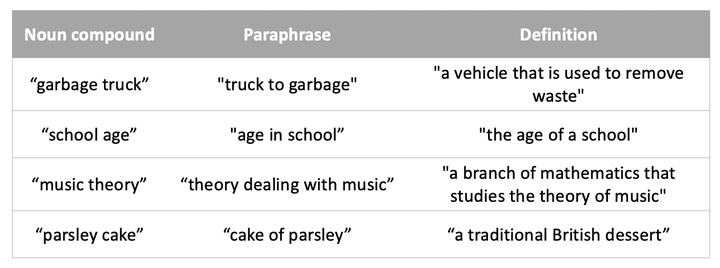 Noun compound Paraphrase Definition
“garbage truck” "truck to garbage" "a vehicle that is used to remove
waste"
“school age” "age in school” "the age of a school"
“music theory” “theory dealing with music” "a branch of mathematics that
studies the theory of music"
“parsley cake” “cake of parsley” “a traditional British dessert”